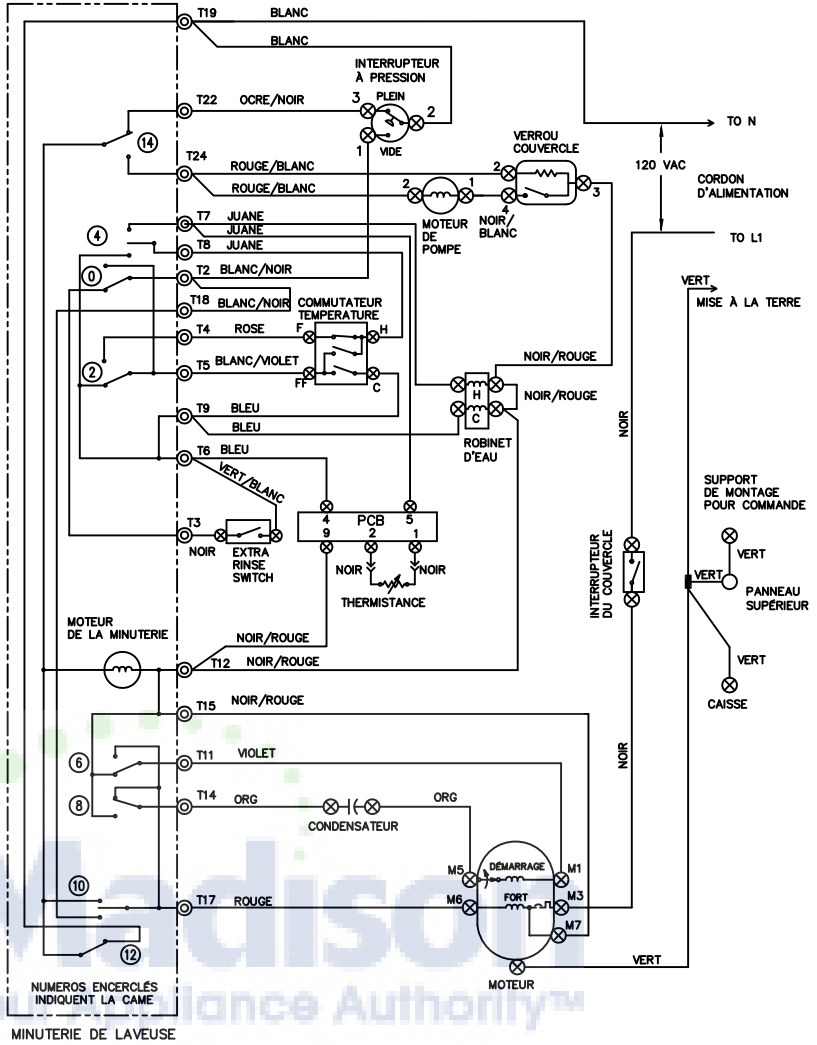 T19
BLANC
BLANC
INTERRUPTEUR
À PRESSION
T22
OCRE/NOIR
3
PLEIN
2
TO N
14
1
VIDE
VERROU
COUVERCLE
T24
ROUGE/BLANC
2
120 VAC
CORDON
D'ALIMENTATION
ROUGE/BLANC
2
1
4
3
NOIR/
BLANC
MOTEUR
DE
POMPE
T7
JUANE
JUANE
4
T8
JUANE
TO L1
0
T2
BLANC/NOIR
VERT
MISE À LA TERRE
T18
BLANC/NOIR
COMMUTATEUR
TEMPERATURE
T4
ROSE
F
H
2
T5
BLANC/VIOLET
FF
C
NOIR/ROUGE
H
NOIR/ROUGE
C
T9
BLEU
BLEU
ROBINET
D'EAU
NOIR
T6
BLEU
VERT/BLANC
SUPPORT
DE MONTAGE
POUR COMMANDE
4
PCB
5
9
2
1
T3
NOIR
EXTRA
RINSE
SWITCH
NOIR
NOIR
THERMISTANCE
INTERRUPTEUR
DU COUVERCLE
VERT
VERT
PANNEAU
SUPÉRIEUR
MOTEUR
DE LA MINUTERIE
NOIR/ROUGE
T12
NOIR/ROUGE
VERT
CAISSE
T15
NOIR/ROUGE
6
T11
VIOLET
NOIR
8
T14
ORG
ORG
CONDENSATEUR
M5
DÉMARRAGE
M1
10
T17
ROUGE
M6
FORT
M3
M7
12
VERT
MOTEUR
NUMEROS ENCERCLÉS
INDIQUENT LA CAME
MINUTERIE DE LAVEUSE
Madison
Appliance Authority™